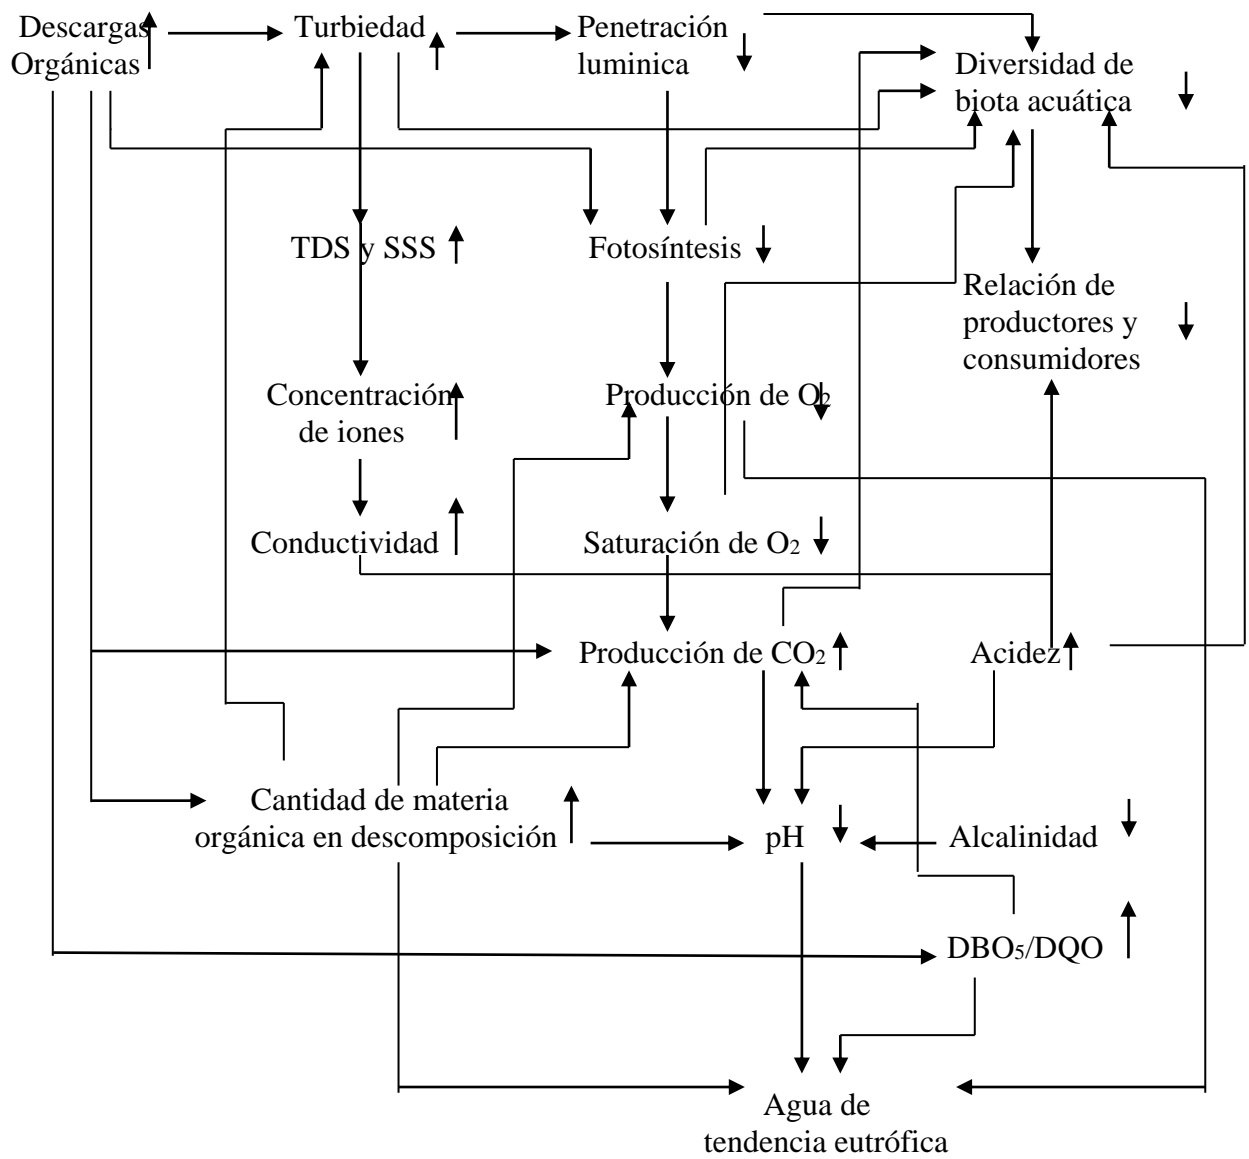 Descargas
Orgánicas
Turbiedad
Penetración
luminica
Diversidad de
biota acuática
TDS y SSS
Fotosíntesis
Relación de
productores y
consumidores
Concentración
de iones
Producción de O2
Conductividad
Saturación de O2
Producción de CO2
Acidez
Cantidad de materia
orgánica en descomposición
pH
Alcalinidad
DBO5/DQO
Agua de
tendencia eutrófica